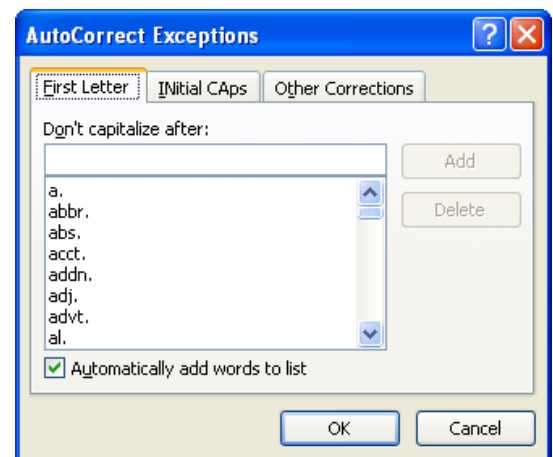 AutoCorrect Exceptions
First Letter INitial CAps Other Corrections
Don't capitalize after:
Add
a.
abbr.
Delete
abs.
acct.
addn.
adj.
advt.
al.
Automatically add words to list
OK Cancel